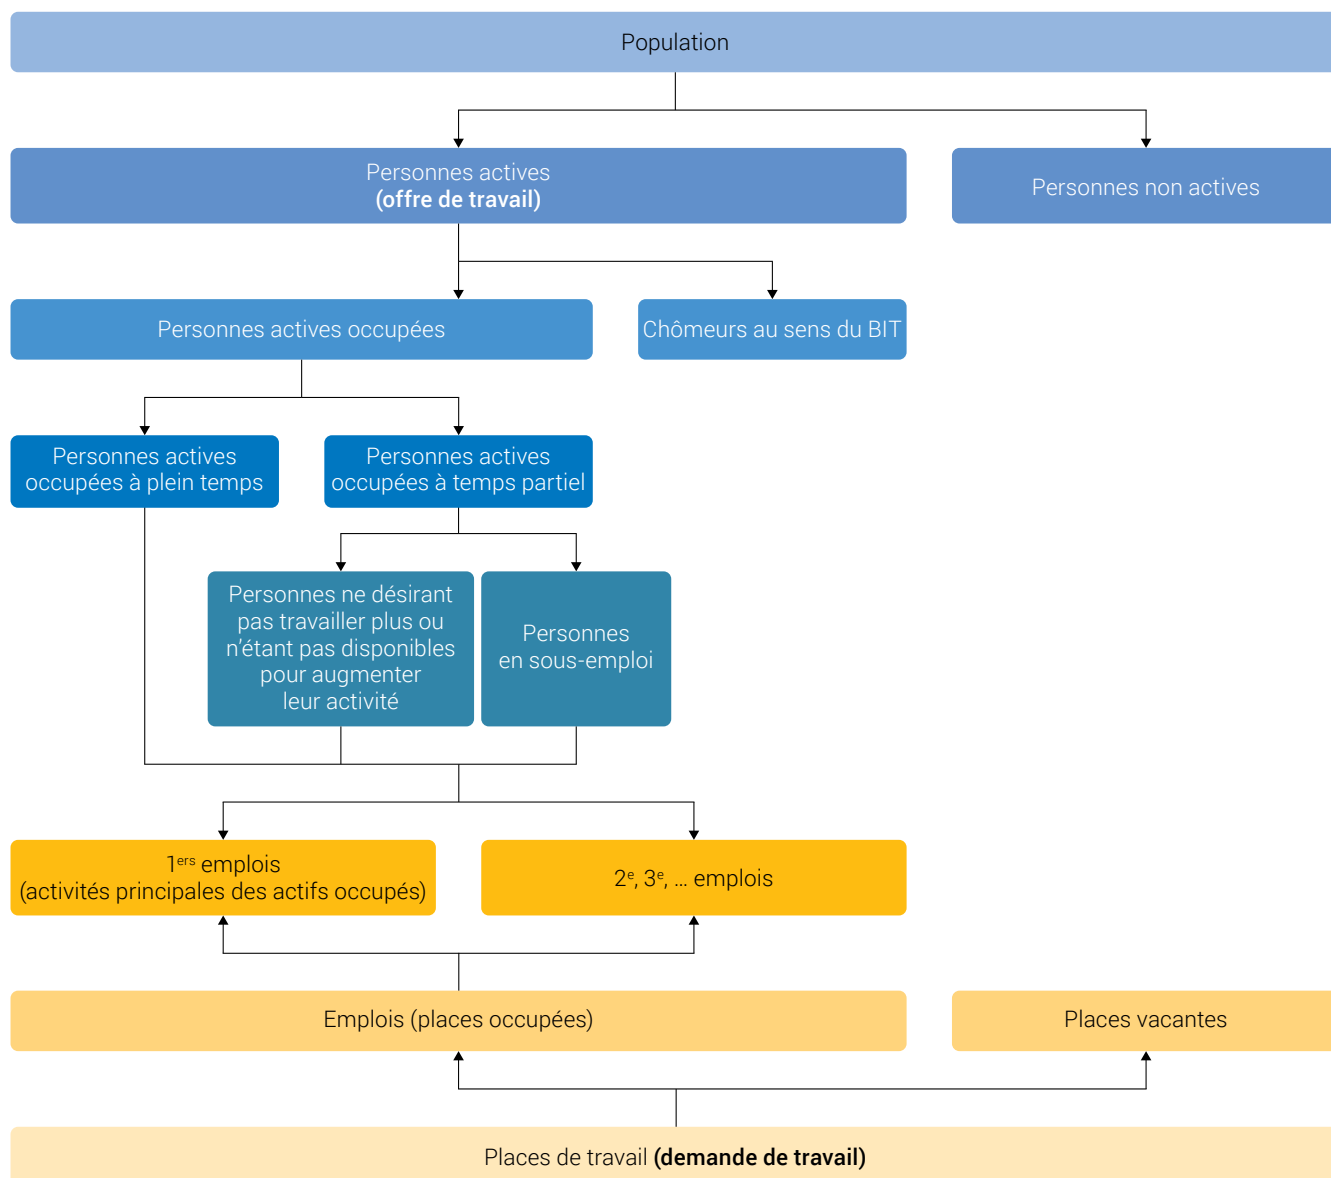 Population
Personnes actives
(offre de travail)
Personnes non actives
Personnes actives occupées
Chômeurs au sens du BIT
Personnes actives
occupées à plein temps
Personnes actives
occupées à temps partiel
Personnes ne désirant
pas travailler plus ou
n'étant pas disponibles
pour augmenter
leur activité
Personnes
en sous-emploi
1ers emplois
(activités principales des actifs occupés)
2e, 3e, ... emplois
Emplois (places occupées)
Places vacantes
Places de travail (demande de travail)